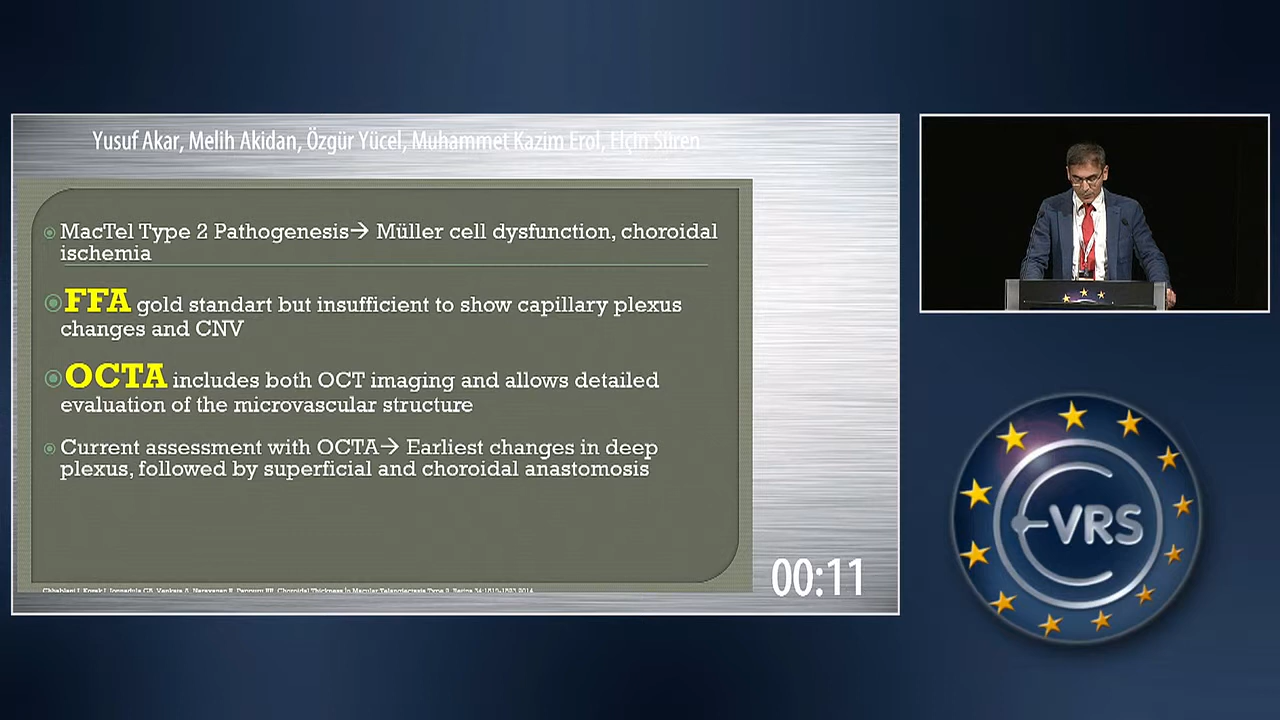 Yusuf Akar, Melih Akidan, Özgür Yücel, Muhammet Kazim Erol, Elçin Süren
MacTel Type 2 Pathogenesis→ Müller cell dysfunction, choroidal
ischemia
FFA gold standart but insufficient to show capillary plexus
changes and CNV
OCTA includes both OCT imaging and allows detailed
evaluation of the microvascular structure
Current assessment with OCTA→ Earliest changes in deep
plexus, followed by superficial and choroidal anastomosis
00:11
EVRS